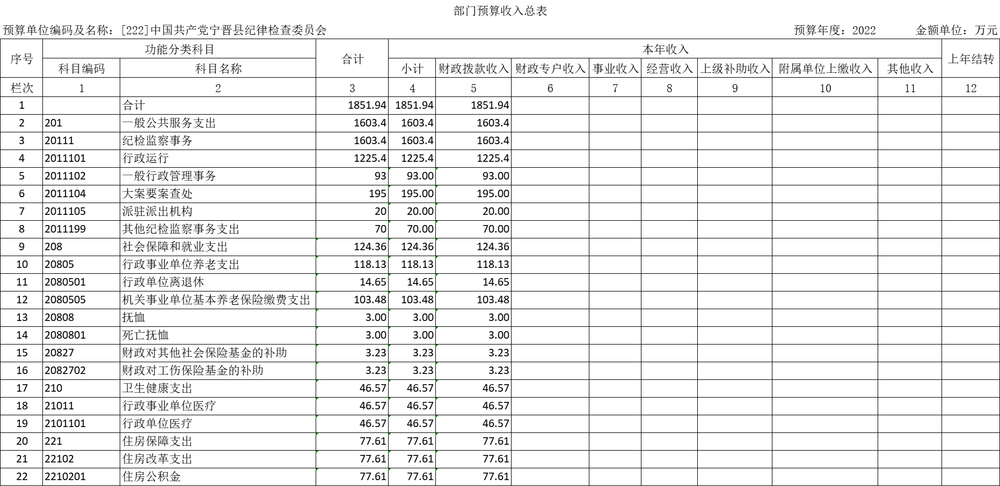 部门预算收入总表
预算单位编码及名称：[222]中国共产党宁晋县纪律检查委员会 预算年度：2022 金额单位：万元
序号 功能分类科目 合计 本年收入 上年结转
科目编码 科目名称 小计 财政拨款收入 财政专户收入 事业收入 经营收入 上级补助收入 附属单位上缴收入 其他收入
栏次 1 2 3 4 5 6 7 8 9 10 11 12
1 合计 1851.94 1851.94 1851.94
2 201 一般公共服务支出 1603.4 1603.4 1603.4
3 20111 纪检监察事务 1603.4 1603.4 1603.4
4 2011101 行政运行 1225.4 1225.4 1225.4
5 2011102 一般行政管理事务 93 93.00 93.00
6 2011104 大案要案查处 195 195.00 195.00
7 2011105 派驻派出机构 20 20.00 20.00
8 2011199 其他纪检监察事务支出 70 70.00 70.00
9 208 社会保障和就业支出 124.36 124.36 124.36
10 20805 行政事业单位养老支出 118.13 118.13 118.13
11 2080501 行政单位离退休 14.65 14.65 14.65
12 2080505 机关事业单位基本养老保险缴费支出 103.48 103.48 103.48
13 20808 抚恤 3.00 3.00 3.00
14 2080801 死亡抚恤 3.00 3.00 3.00
15 20827 财政对其他社会保险基金的补助 3.23 3.23 3.23
16 2082702 财政对工伤保险基金的补助 3.23 3.23 3.23
17 210 卫生健康支出 46.57 46.57 46.57
18 21011 行政事业单位医疗 46.57 46.57 46.57
19 2101101 行政单位医疗 46.57 46.57 46.57
20 221 住房保障支出 77.61 77.61 77.61
21 22102 住房改革支出 77.61 77.61 77.61
22 2210201 住房公积金 77.61 77.61 77.61